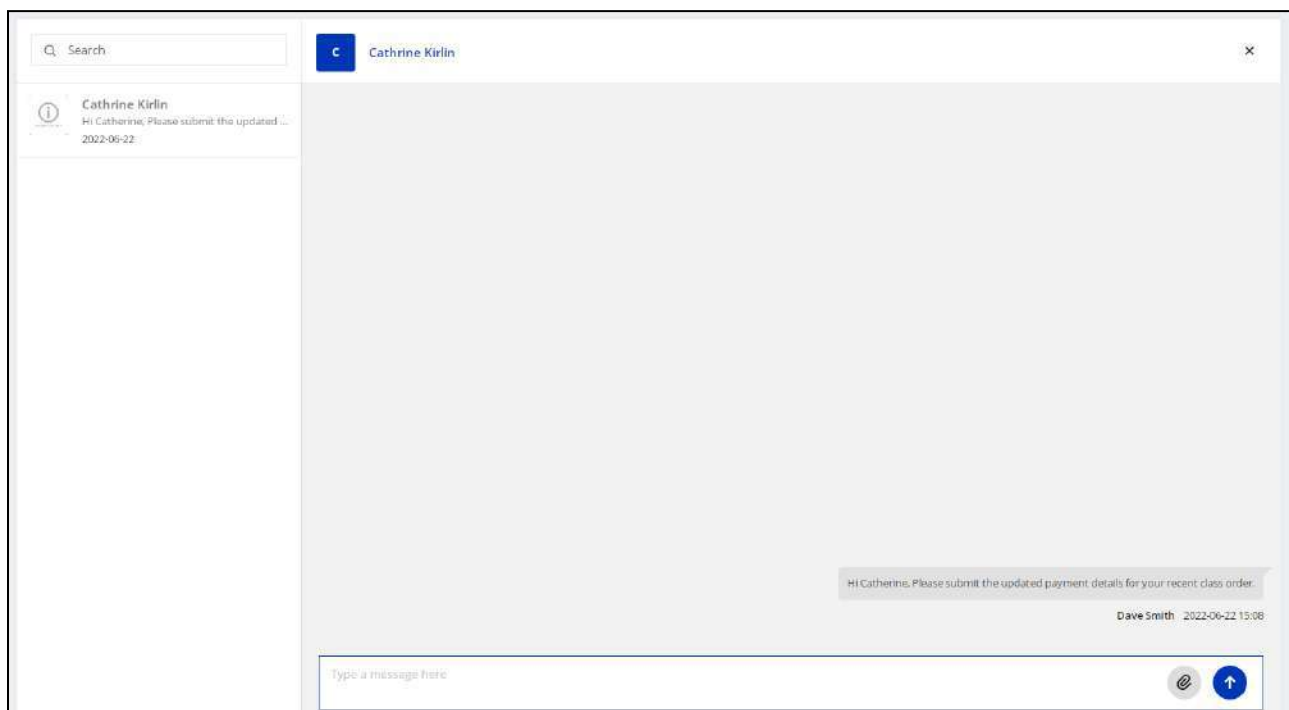 Search
C
Cathrine Kirlin
Cathrine Kirlin
Hi Catherine, Please submit the updated ...
2022-06-22
Hi Catherine, Please submit the updated payment details for your recent class order.
Dave Smith 2022-06-22 15:08
Type a message here